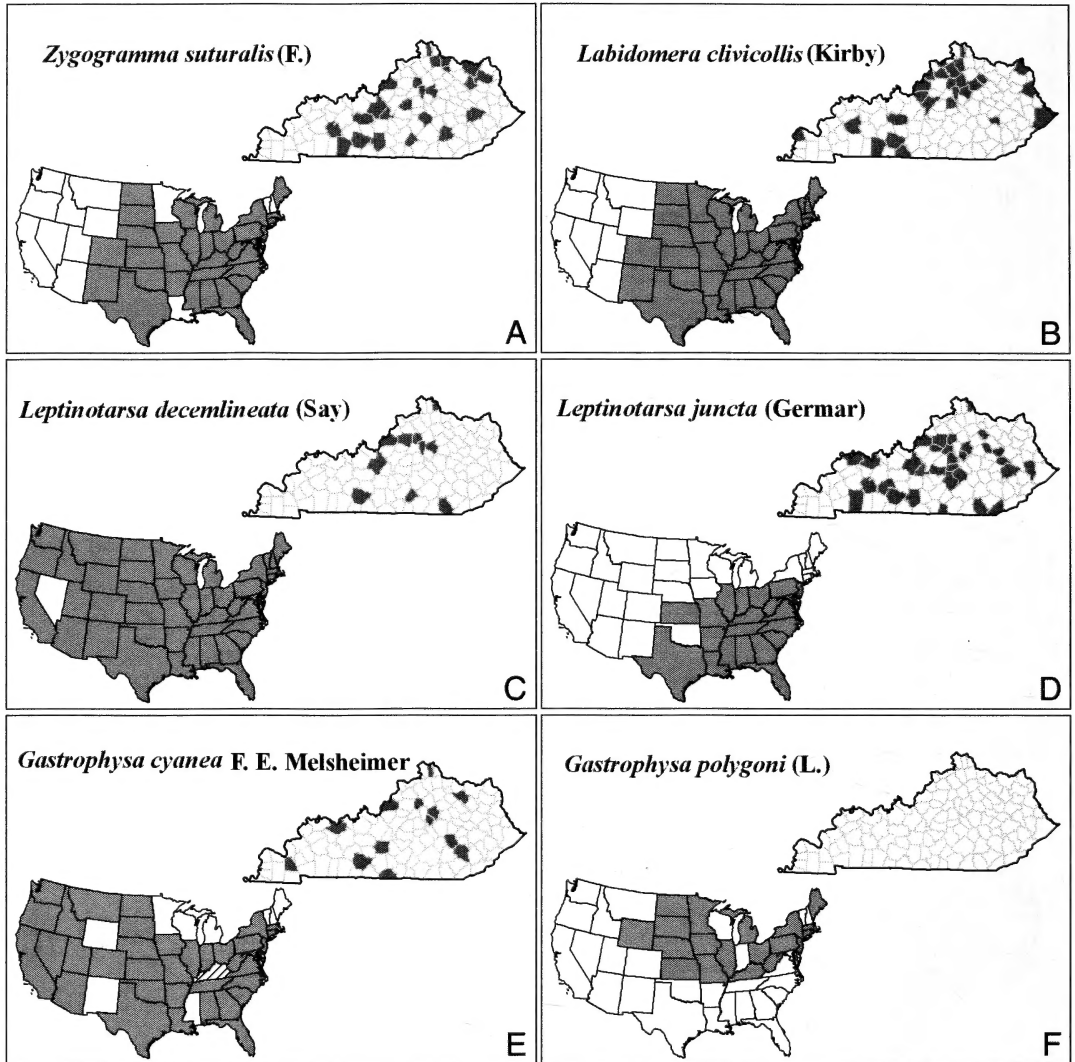 Zygogramma suturalis (F.)
A
Labidomera clivicollis (Kirby)
B
Leptinotarsa decemlineata (Say)
C
Leptinotarsa juncta (Germar)
D
Gastrophysa cyanea F. E. Melsheimer
E
Gastrophysa polygoni (L.)
F